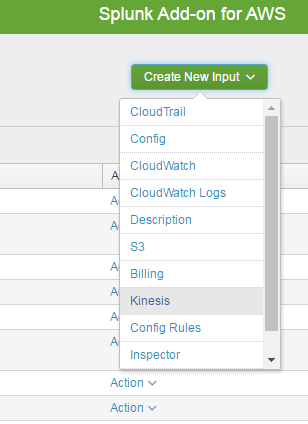 Splunk Add-on for AWS
Create New Input
CloudTrail
Config
CloudWatch
CloudWatch Logs
Description
S3
Billing
Kinesis
Config Rules
Inspector
Action
Action